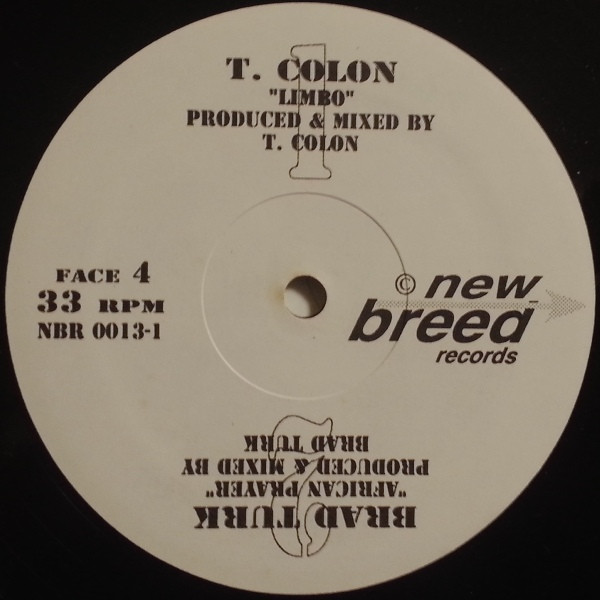 1
T. COLON
"LIMBO"
PRODUCED & MIXED BY
T. COLON
FACE 4
33 RPM
NBR 0013-1
© new
breed
records
2
BRAD TURK
"AFRICAN PRAYER"
PRODUCED & MIXED BY
BRAD TURK